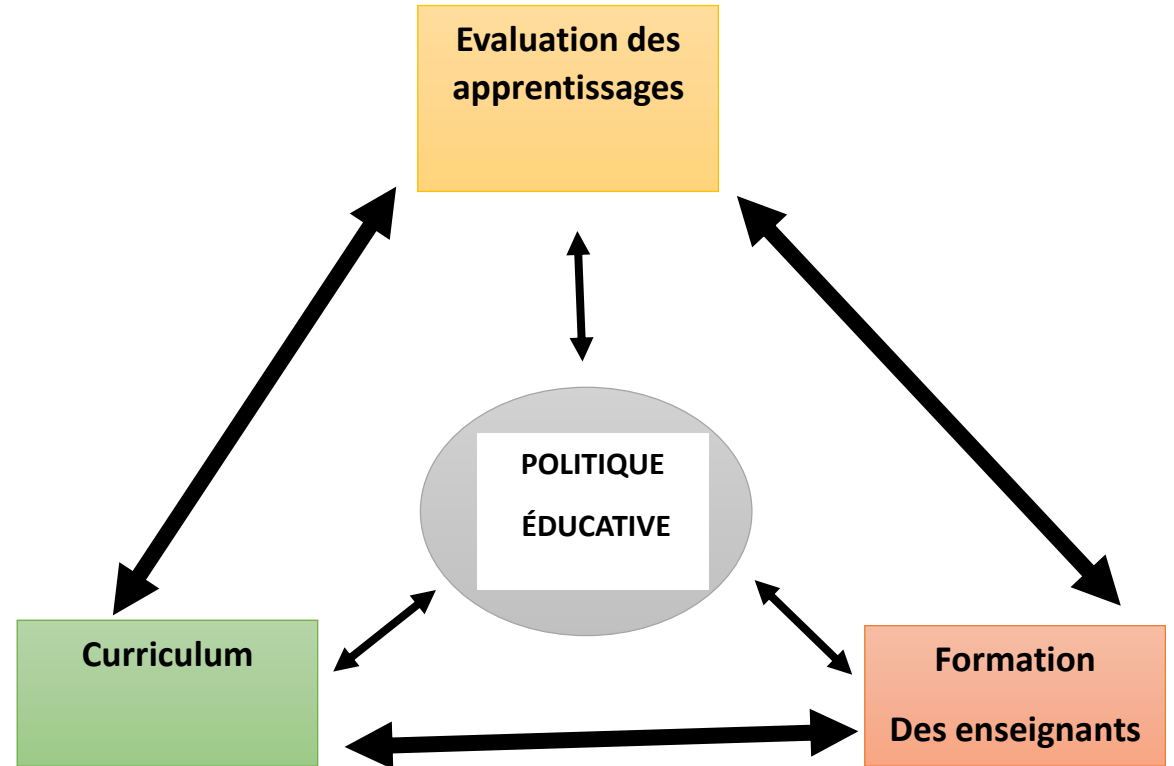 Evaluation des
apprentissages
POLITIQUE
ÉDUCATIVE
Curriculum
Formation
Des enseignants